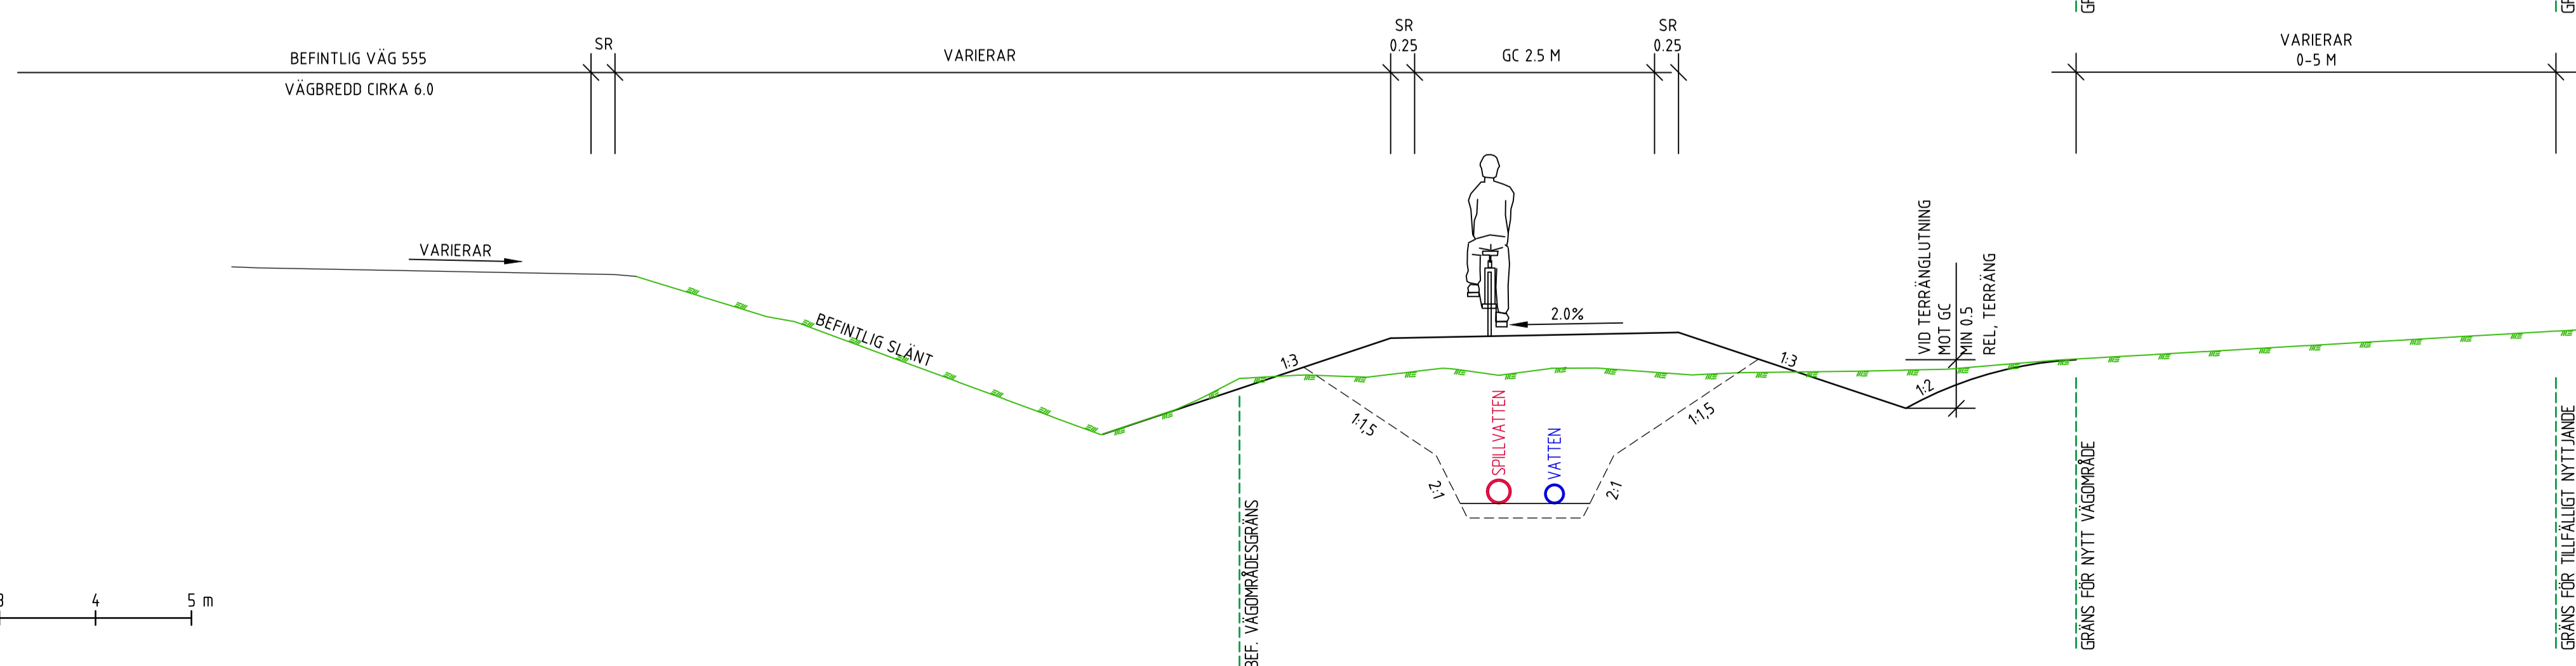 BEFINTLIG VÄG 555
VÄGBREDD CIRKA 6.0
SR
VARIERAR
SR
0.25
GC 2.5 M
SR
0.25
VARIERAR
0-5 M
VARIERAR
BEFINTLIG SLÄNT
2.0%
1:3
1:3
1:2
1:1,5
1:1,5
2:1
2:1
SPILLVATTEN
VATTEN
VID TERRÄNGLUTNING
MOT GC
MIN 0.5
REL, TERRÄNG
BEF. VÄGOMRÅDESGRÄNS
GRÄNS FÖR NYTT VÄGOMRÅDE
GRÄNS FÖR TILLFÄLLIGT NYTTJANDE
3 4 5 m